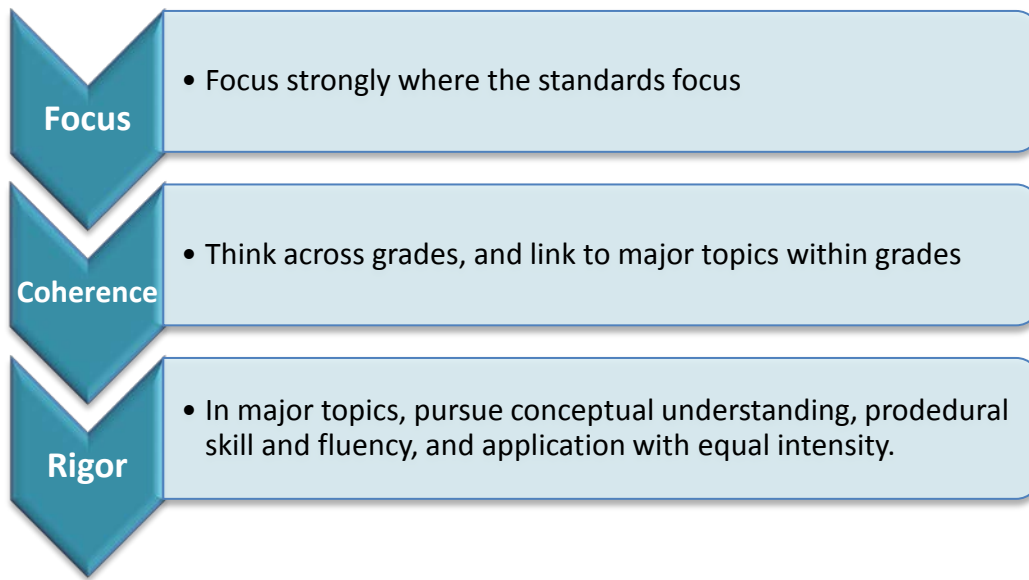 Focus
• Focus strongly where the standards focus
Coherence
• Think across grades, and link to major topics within grades
Rigor
• In major topics, pursue conceptual understanding, prodedural
skill and fluency, and application with equal intensity.